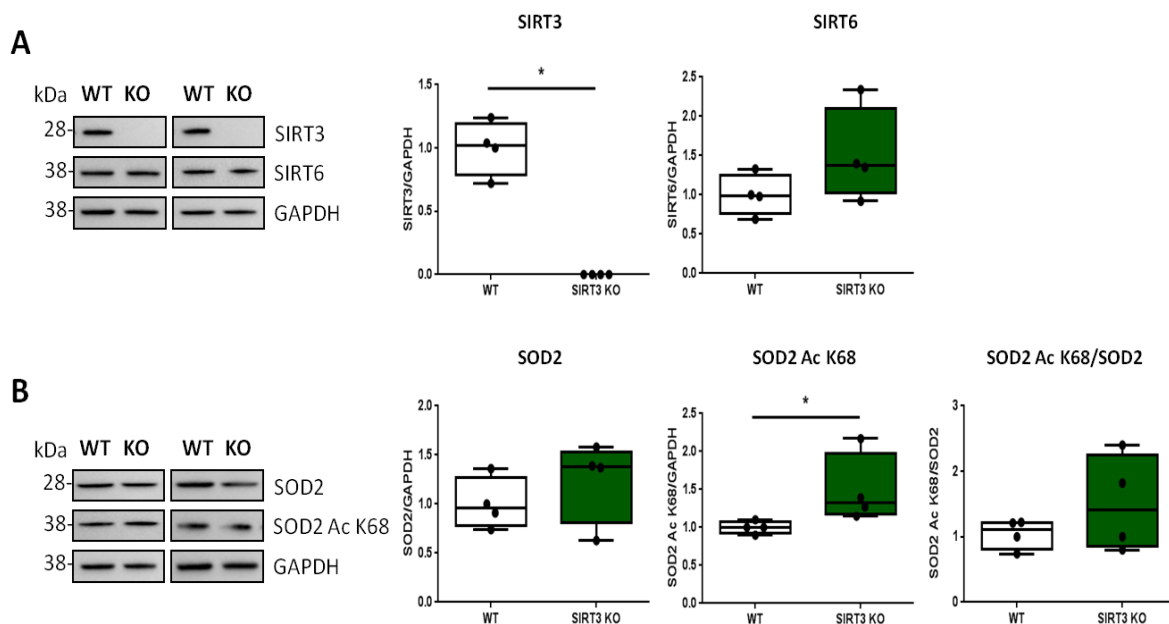 A
kDa
WT KO WT KO
28-
SIRT3
38-
SIRT6
38-
GAPDH
SIRT3
*
SIRT3/GAPDH
1.5
1.0
0.5
0.0
WT
SIRT3 KO
SIRT6
SIRT6/GAPDH
2.5
2.0
1.5
1.0
0.5
0.0
WT
SIRT3 KO
B
kDa
WT KO WT KO
28-
SOD2
38-
SOD2 Ac K68
38-
GAPDH
SOD2
SOD2/GAPDH
2.0
1.5
1.0
0.5
0.0
WT
SIRT3 KO
SOD2 Ac K68
*
SOD2 Ac K68/GAPDH
2.5
2.0
1.5
1.0
0.5
0.0
WT
SIRT3 KO
SOD2 Ac K68/SOD2
SOD2 Ac K68/SOD2
3
2
1
0
WT
SIRT3 KO